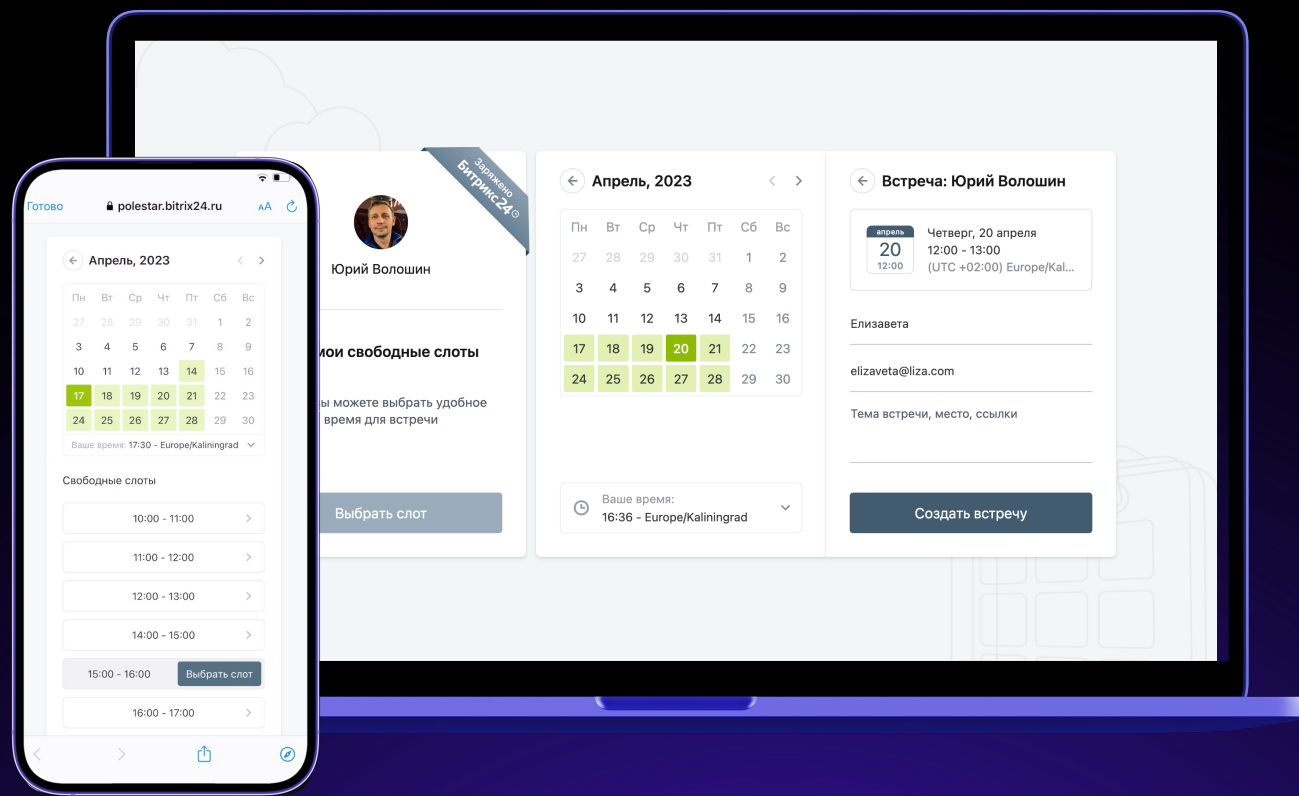 Готово
polestar.bitrix24.ru
AA
Апрель, 2023
Пн Вт Ср Чт Пт Сб Вс
27 28 29 30 31 1 2
3 4 5 6 7 8 9
10 11 12 13 14 15 16
17 18 19 20 21 22 23
24 25 26 27 28 29 30
Ваше время: 17:30 - Europe/Kaliningrad
Свободные слоты
10:00 - 11:00
11:00 - 12:00
12:00 - 13:00
14:00 - 15:00
15:00 - 16:00 Выбрать слот
16:00 - 17:00
Заряжено
Битрикс24
Юрий Волошин
мои свободные слоты
ы можете выбрать удобное
время для встречи
Выбрать слот
Апрель, 2023
Пн Вт Ср Чт Пт Сб Вс
27 28 29 30 31 1 2
3 4 5 6 7 8 9
10 11 12 13 14 15 16
17 18 19 20 21 22 23
24 25 26 27 28 29 30
Ваше время:
16:36 - Europe/Kaliningrad
Встреча: Юрий Волошин
апрель
20
12:00
Четверг, 20 апреля
12:00 - 13:00
(UTC +02:00) Europe/Kal...
Елизавета
elizaveta@liza.com
Тема встречи, место, ссылки
Создать встречу